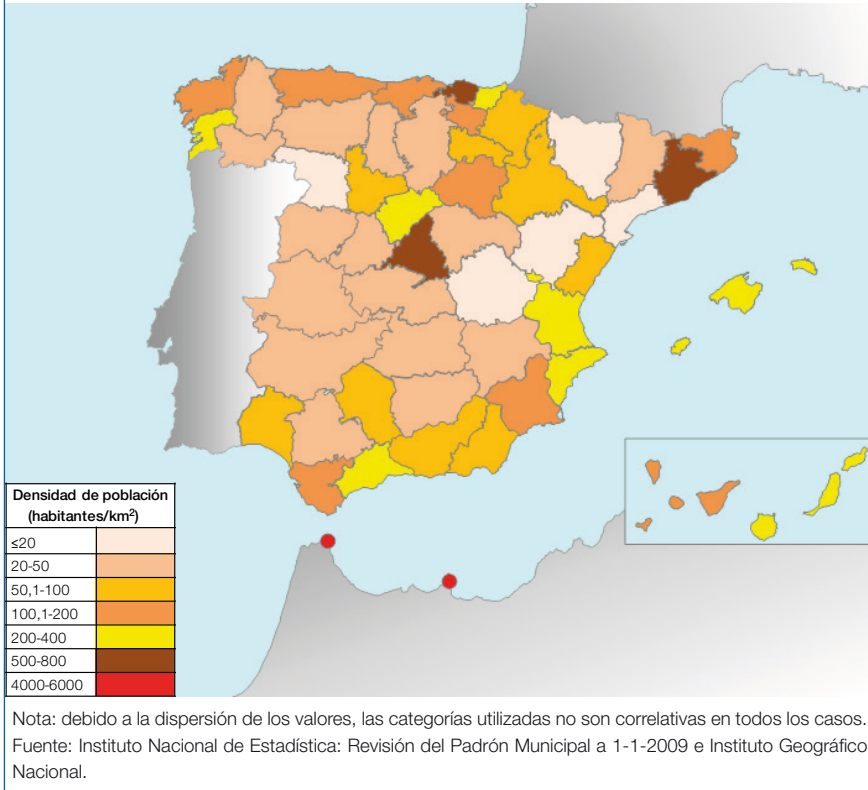 Densidad de población
(habitantes/km²)
≤20
20-50
50,1-100
100,1-200
200-400
500-800
4000-6000
Nota: debido a la dispersión de los valores, las categorías utilizadas no son correlativas en todos los casos.
Fuente: Instituto Nacional de Estadística: Revisión del Padrón Municipal a 1-1-2009 e Instituto Geográfico
Nacional.